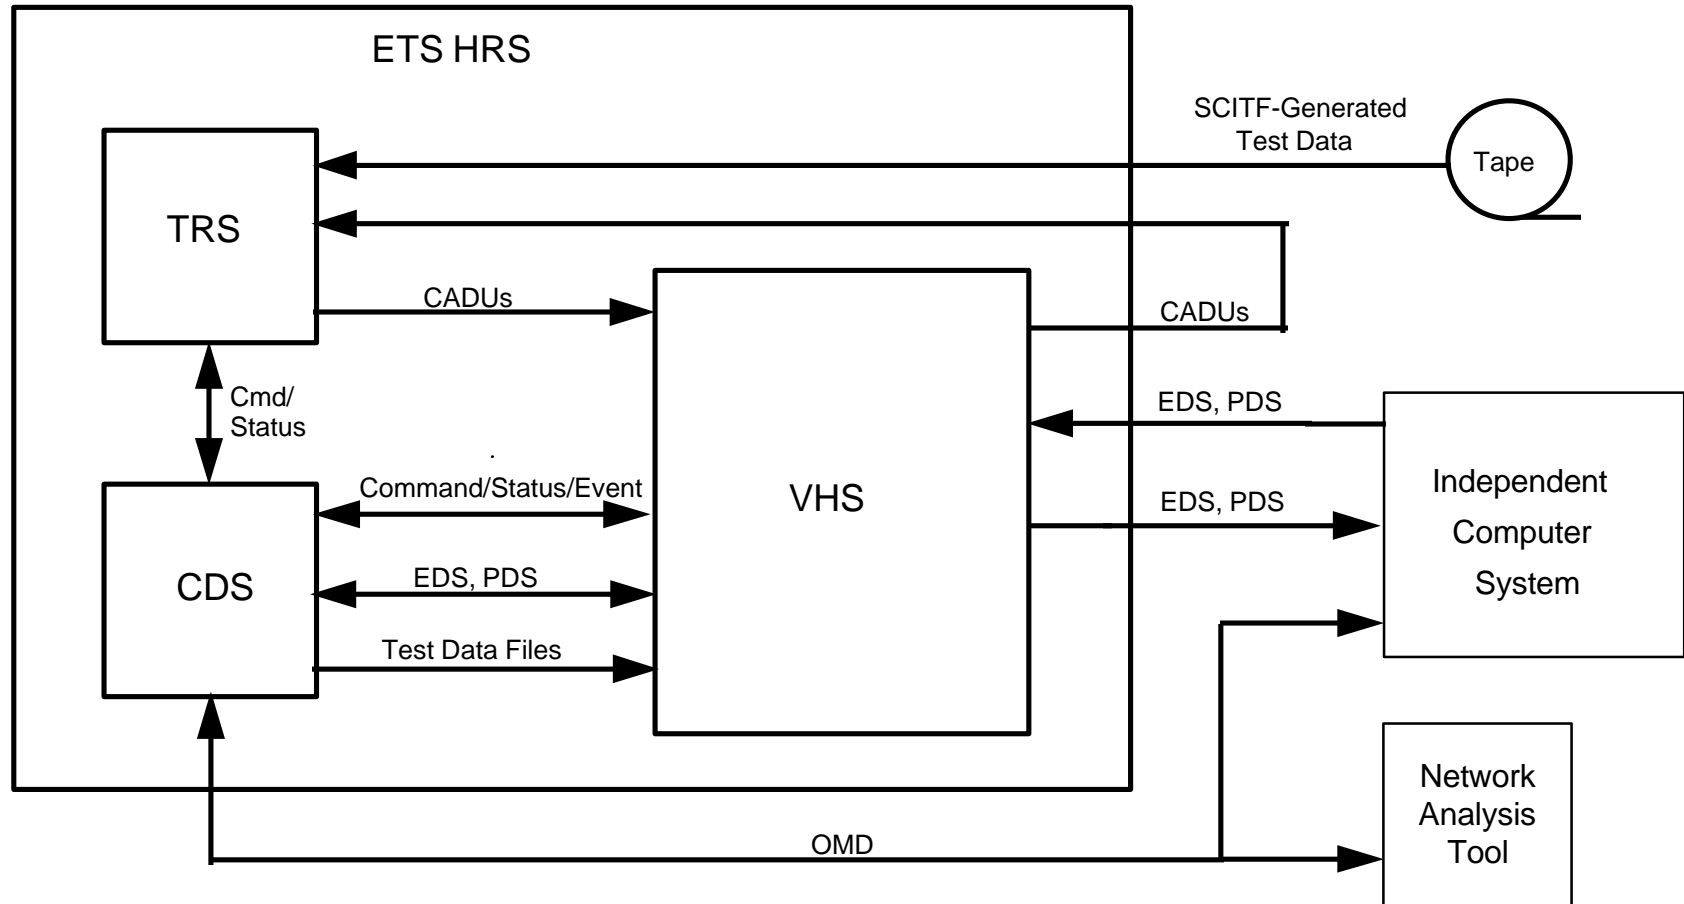 ETS HRS
SCITF-Generated
Test Data
Tape
TRS
CADUs
CADUs
Cmd/
Status
EDS, PDS
Command/Status/Event
VHS
EDS, PDS
Independent
Computer
System
CDS
EDS, PDS
Test Data Files
OMD
Network
Analysis
Tool